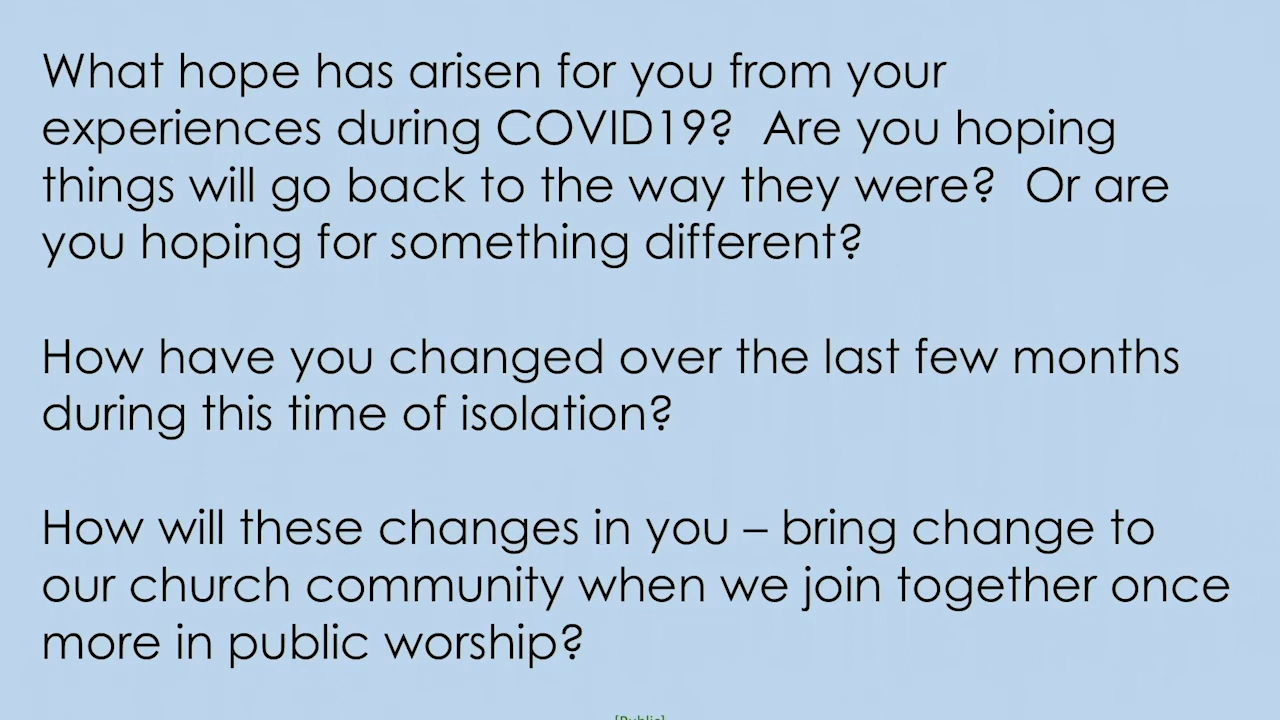 What hope has arisen for you from your
experiences during COVID19?  Are you hoping
things will go back to the way they were?  Or are
you hoping for something different?
How have you changed over the last few months
during this time of isolation?
How will these changes in you – bring change to
our church community when we join together once
more in public worship?
[Public]